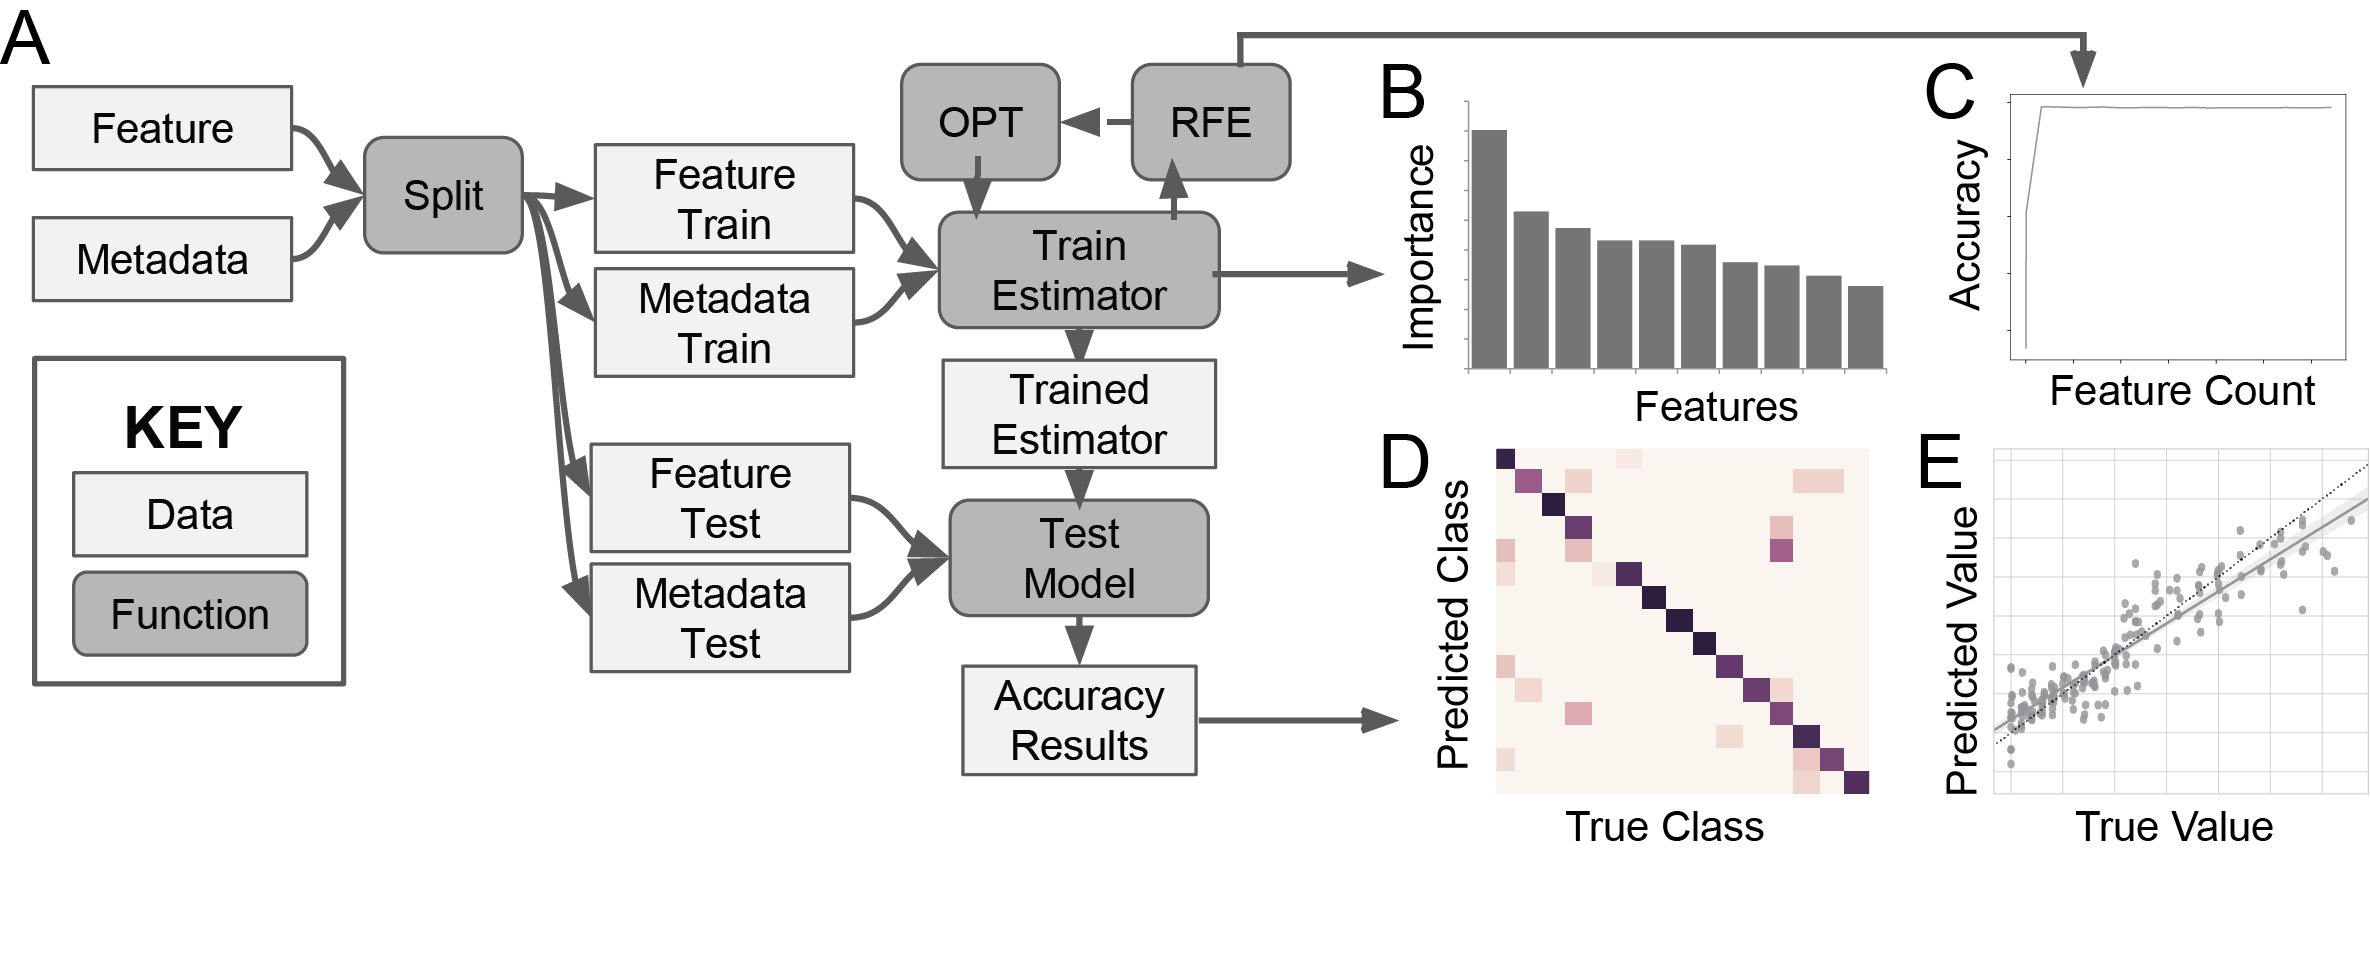 A
Feature
Metadata
Split
KEY
Data
Function
Feature
Train
Metadata
Train
Feature
Test
Metadata
Test
OPT
RFE
Train
Estimator
Trained
Estimator
Test
Model
Accuracy
Results
B
Importance
Features
C
Accuracy
Feature Count
D
Predicted Class
True Class
E
Predicted Value
True Value